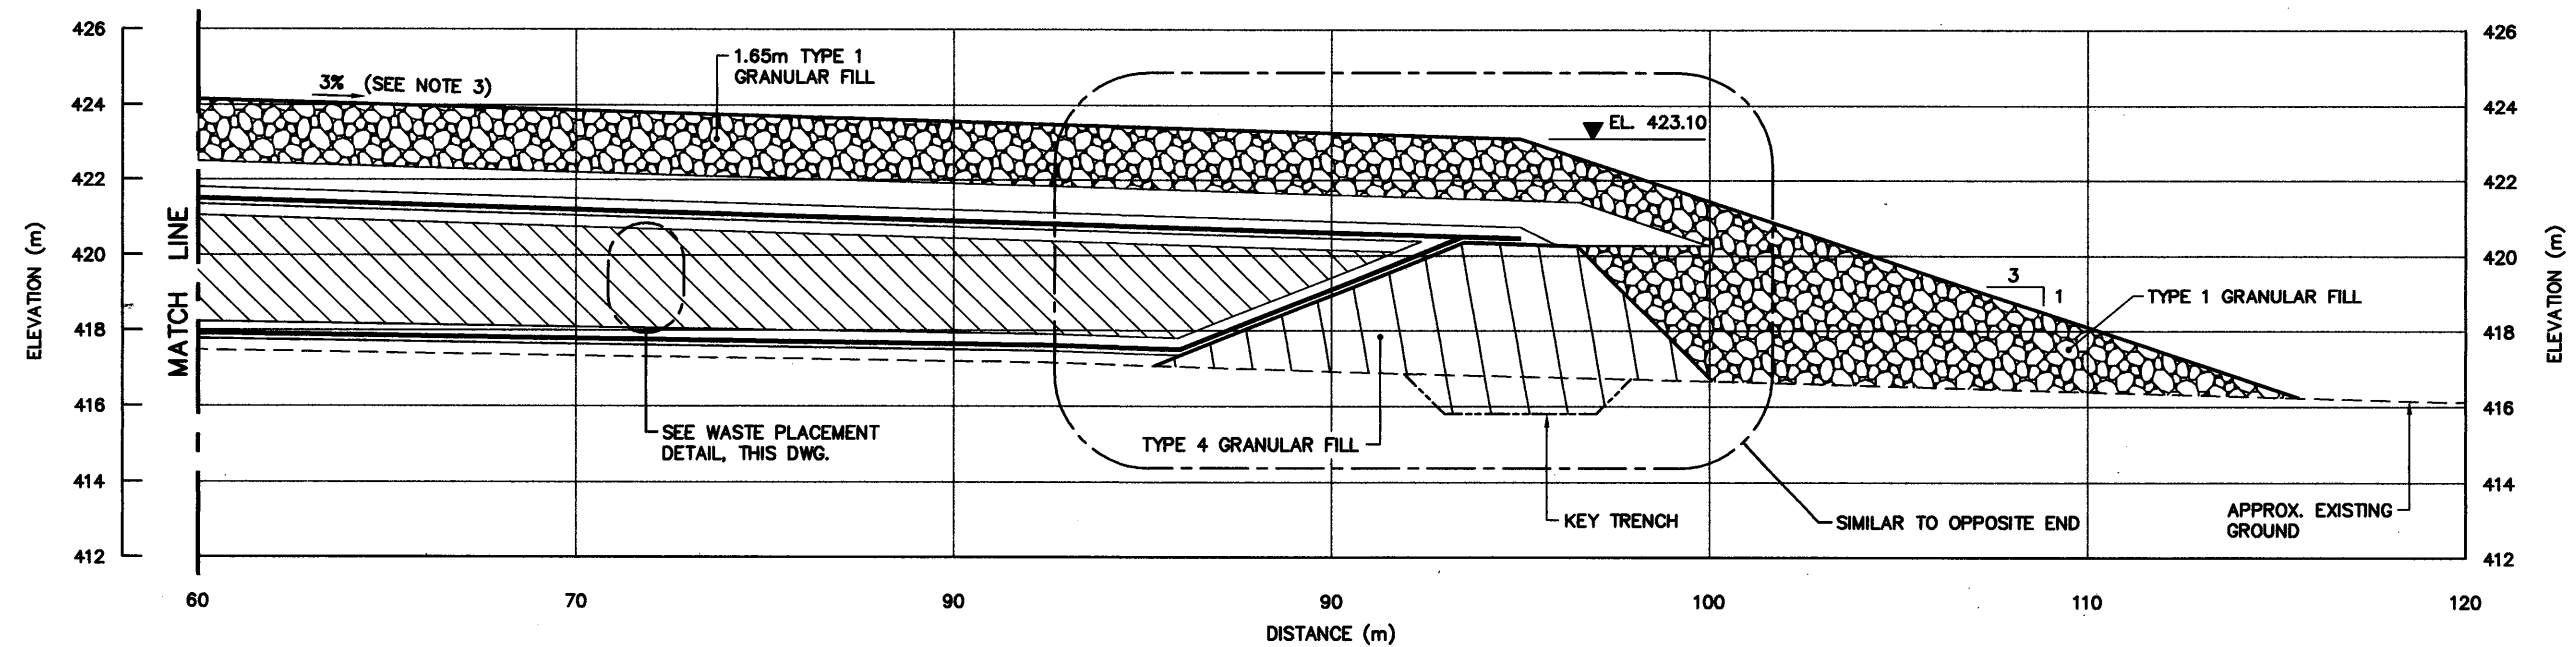 426
424
422
420
418
416
414
412
ELEVATION (m)
MATCH LINE
3% (SEE NOTE 3)
1.65m TYPE 1
GRANULAR FILL
EL. 423.10
3
1
TYPE 1 GRANULAR FILL
SEE WASTE PLACEMENT
DETAIL, THIS DWG.
TYPE 4 GRANULAR FILL
KEY TRENCH
SIMILAR TO OPPOSITE END
APPROX. EXISTING
GROUND
426
424
422
420
418
416
414
412
ELEVATION (m)
60
70
90
90
100
110
120
DISTANCE (m)